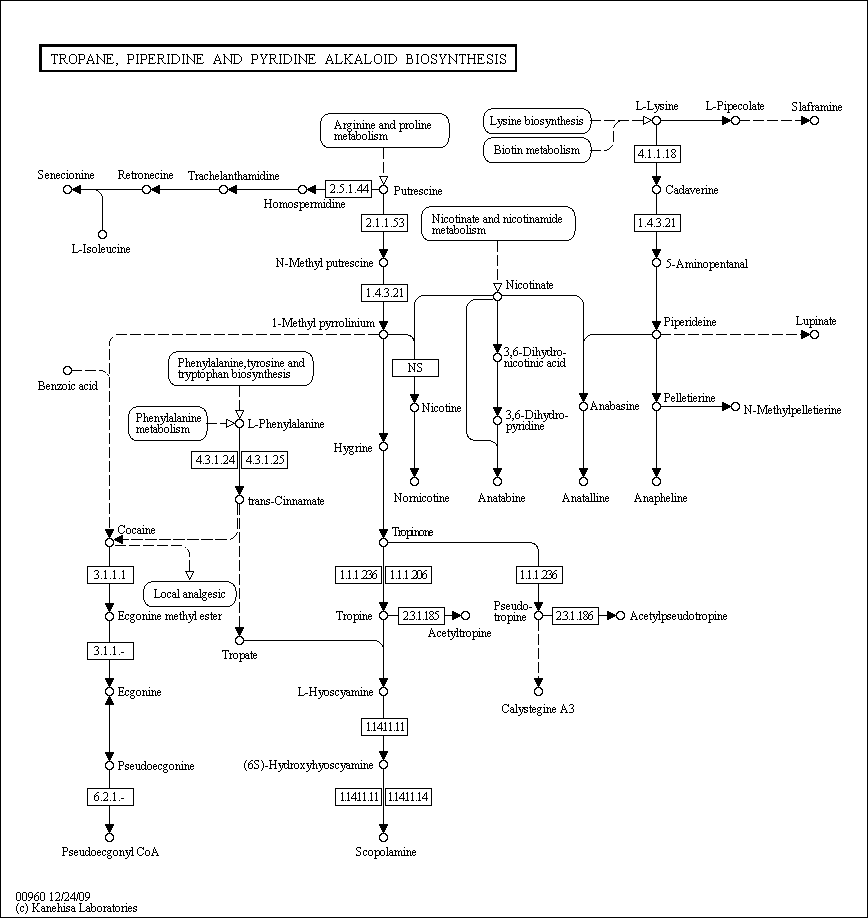 TROPANE, PIPERIDINE AND PYRIDINE ALKALOID BIOSYNTHESIS
L-Lysine
L-Pipecolate
Slaframine
Arginine and proline
metabolism
Lysine biosynthesis
Biotin metabolism
4.1.1.18
Senecionine
Retronecine
Trachelanthamidine
Homospermidine
2.5.1.44
Putrescine
Cadaverine
L-Isoleucine
2.1.1.53
Nicotinate and nicotinamide
metabolism
1.4.3.21
N-Methyl putrescine
5-Aminopentanal
1.4.3.21
Nicotinate
1-Methyl pyrrolinium
Piperideine
Lupinate
Phenylalanine, tyrosine and
tryptophan biosynthesis
NS
3,6-Dihydro-
nicotinic acid
Benzoic acid
Phenylalanine
metabolism
L-Phenylalanine
Nicotine
3,6-Dihydro-
pyridine
Anabasine
Pelletierine
N-Methylpelletierine
4.3.1.24
4.3.1.25
Hygrine
trans-Cinnamate
Nornicotine
Anatabine
Anatalline
Anapheline
Cocaine
Tropinone
3.1.1.1
Local analgesic
1.1.1.236
1.1.1.206
1.1.1.236
Ecgonine methyl ester
Tropine
2.3.1.185
Acetyltropine
Pseudo-
tropine
2.3.1.186
Acetylpseudotropine
3.1.1.-
Tropate
Ecgonine
L-Hyoscyamine
Calystegine A3
1.14.11.11
Pseudoecgonine
(6S)-Hydroxyhyoscyamine
6.2.1.-
1.14.11.11
1.14.11.14
Pseudoecgonyl CoA
Scopolamine
00960 12/24/09
(c) Kanehisa Laboratories